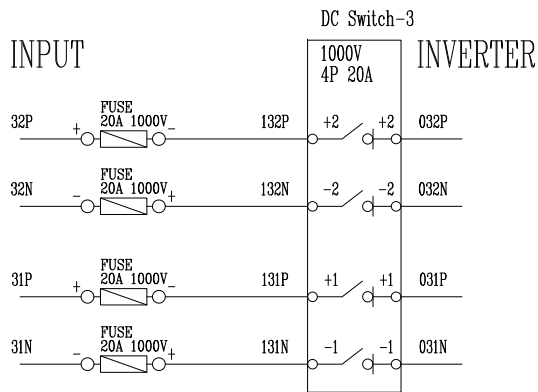 DC Switch-3
INPUT
1000V
4P 20A
INVERTER
FUSE
32P + 20A 1000V - 132P +2 +2 032P
FUSE
32N - 20A 1000V + 132N -2 -2 032N
FUSE
31P + 20A 1000V - 131P +1 +1 031P
FUSE
31N - 20A 1000V + 131N -1 -1 031N